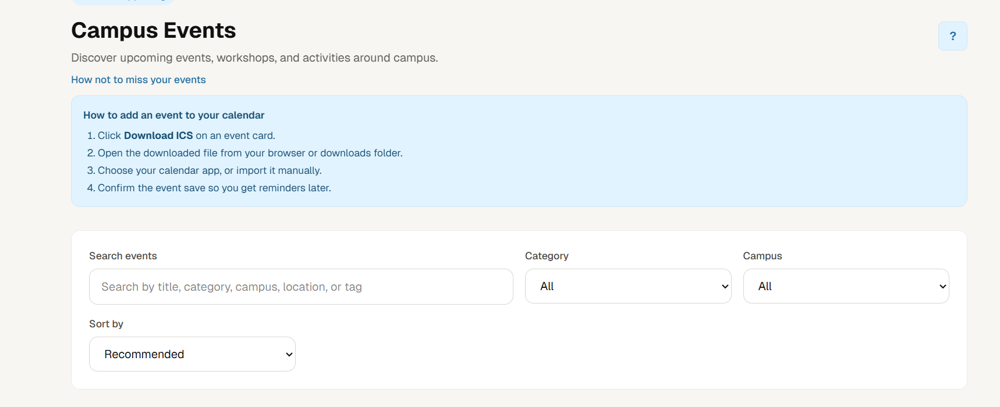 Campus Events
?
Discover upcoming events, workshops, and activities around campus.
How not to miss your events
How to add an event to your calendar
1. Click Download ICS on an event card.
2. Open the downloaded file from your browser or downloads folder.
3. Choose your calendar app, or import it manually.
4. Confirm the event save so you get reminders later.
Search events
Search by title, category, campus, location, or tag
Category
All
Campus
All
Sort by
Recommended